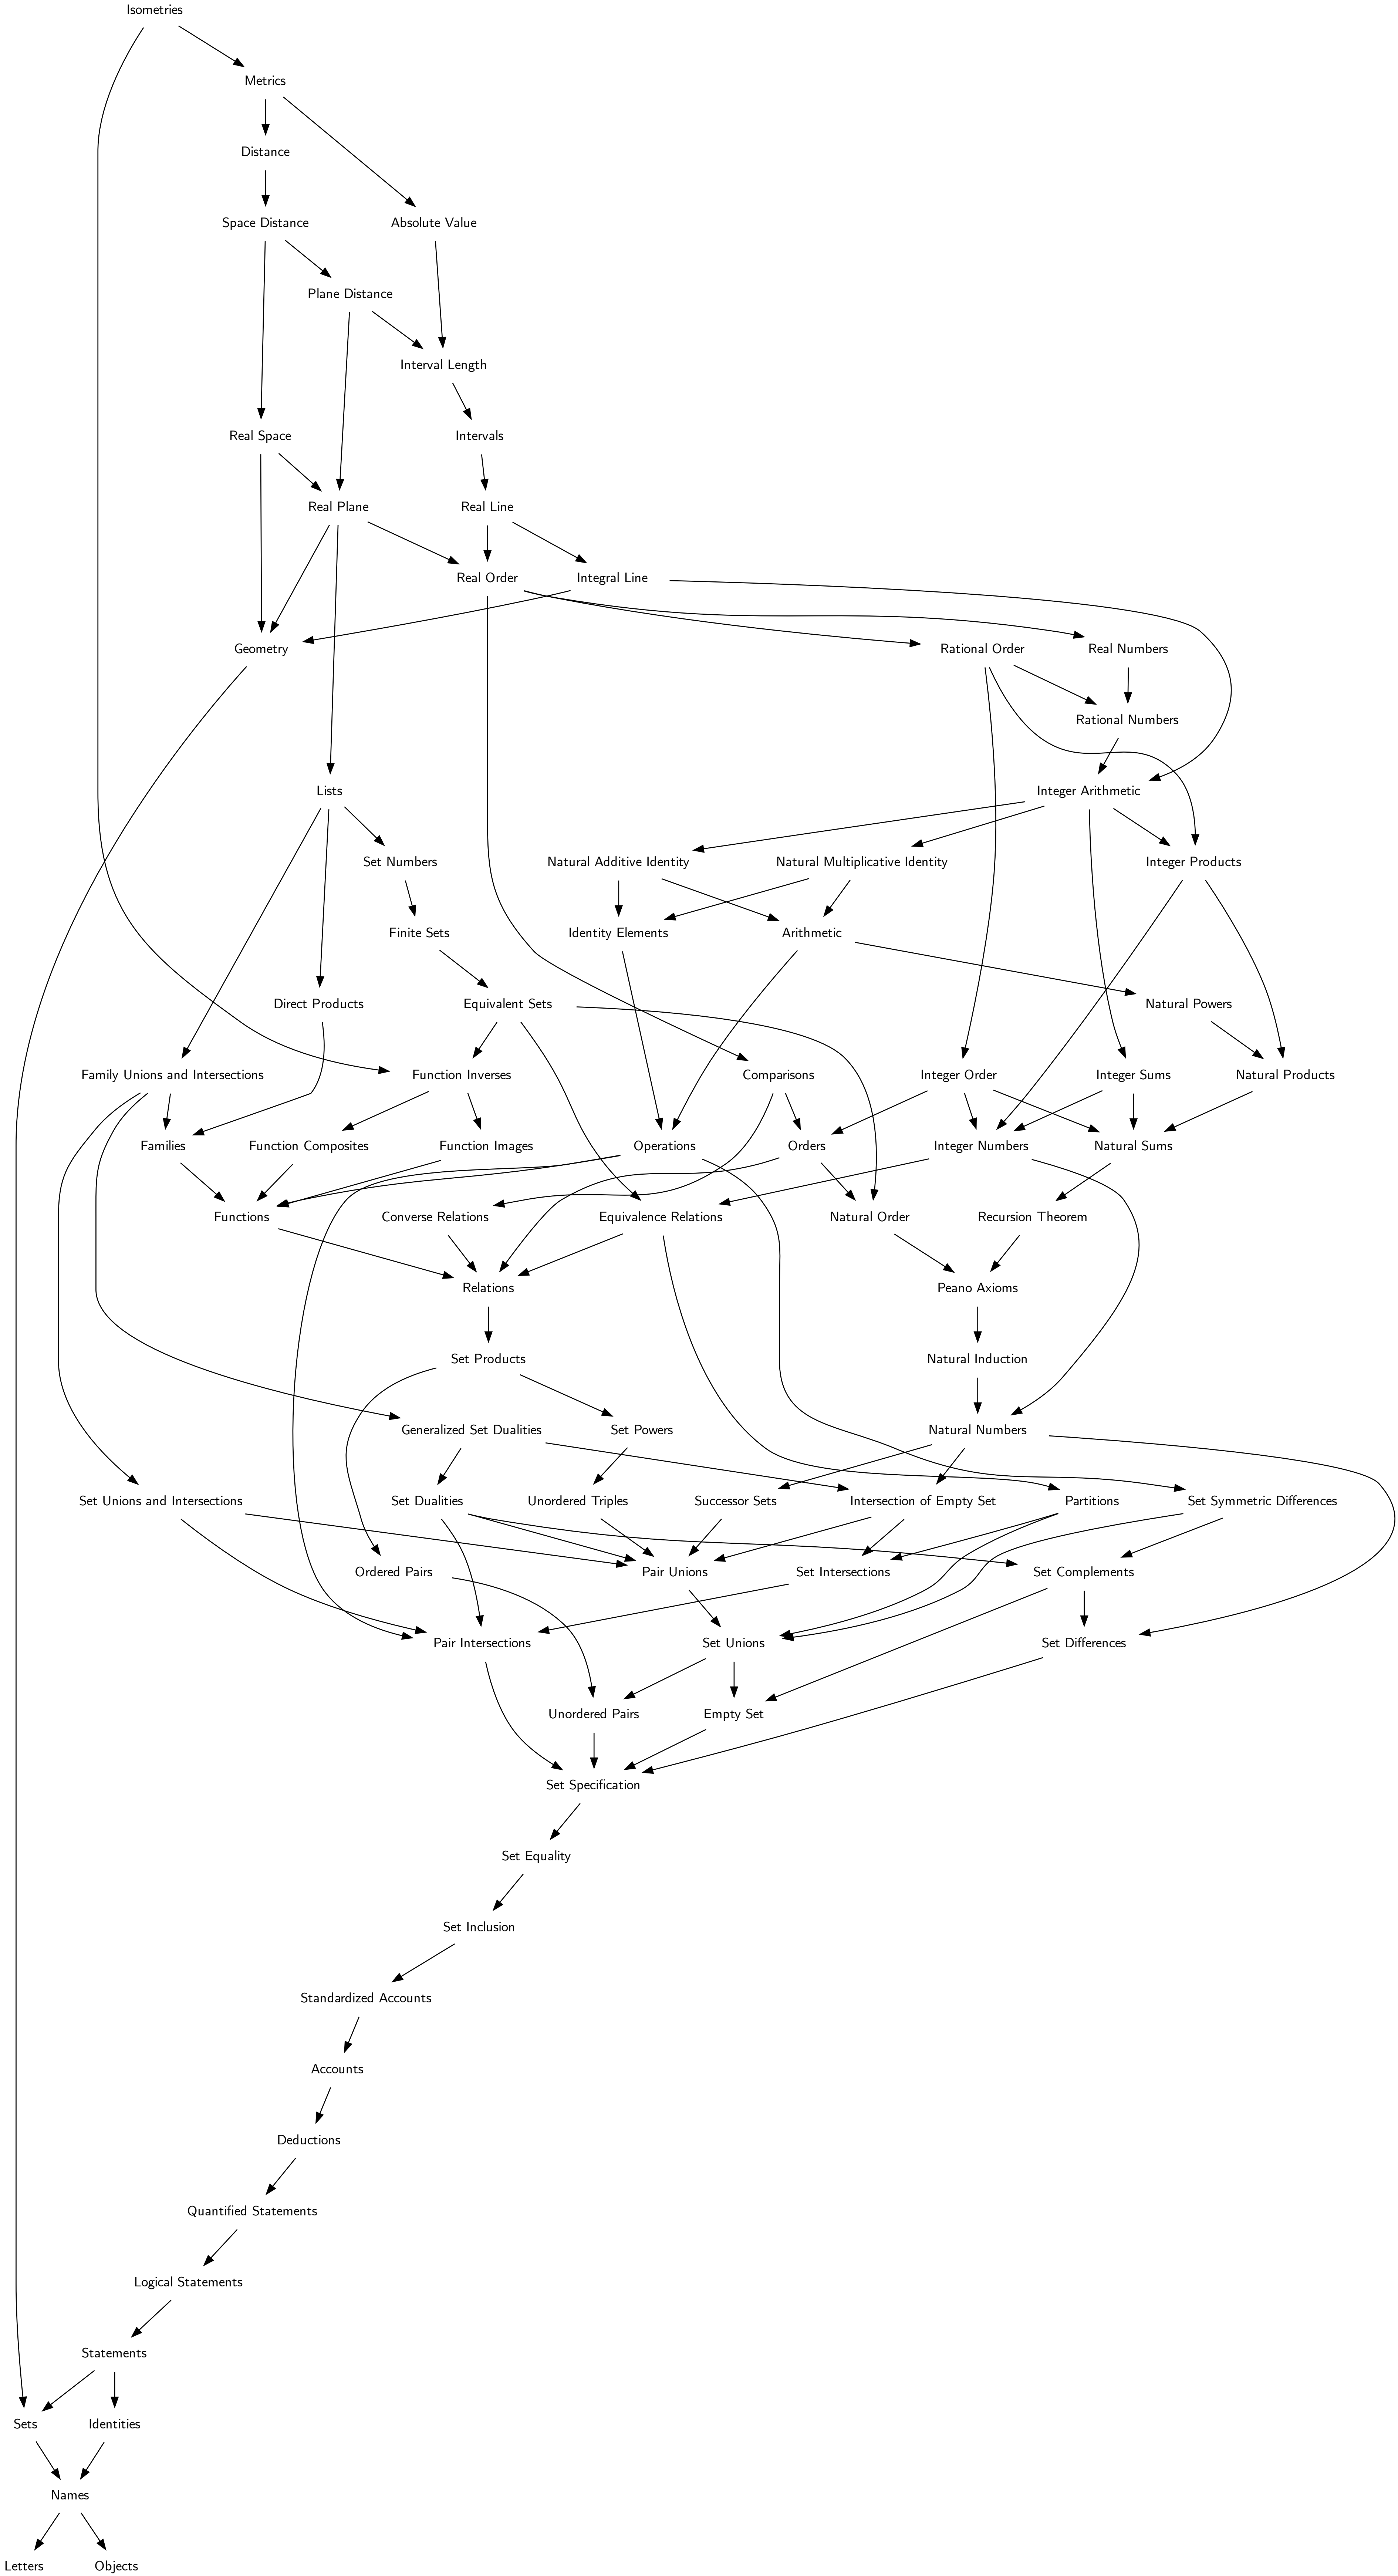 Isometries
Metrics
Distance
Space Distance
Absolute Value
Plane Distance
Interval Length
Real Space
Intervals
Real Plane
Real Line
Real Order
Integral Line
Geometry
Rational Order
Real Numbers
Rational Numbers
Lists
Integer Arithmetic
Set Numbers
Natural Additive Identity
Natural Multiplicative Identity
Integer Products
Finite Sets
Identity Elements
Arithmetic
Direct Products
Equivalent Sets
Natural Powers
Family Unions and Intersections
Function Inverses
Comparisons
Integer Order
Integer Sums
Natural Products
Families
Function Composites
Function Images
Operations
Orders
Integer Numbers
Natural Sums
Functions
Converse Relations
Equivalence Relations
Natural Order
Recursion Theorem
Relations
Peano Axioms
Set Products
Natural Induction
Generalized Set Dualities
Set Powers
Natural Numbers
Set Unions and Intersections
Set Dualities
Unordered Triples
Successor Sets
Intersection of Empty Set
Partitions
Set Symmetric Differences
Ordered Pairs
Pair Unions
Set Intersections
Set Complements
Pair Intersections
Set Unions
Set Differences
Unordered Pairs
Empty Set
Set Specification
Set Equality
Set Inclusion
Standardized Accounts
Accounts
Deductions
Quantified Statements
Logical Statements
Statements
Sets
Identities
Names
Letters
Objects